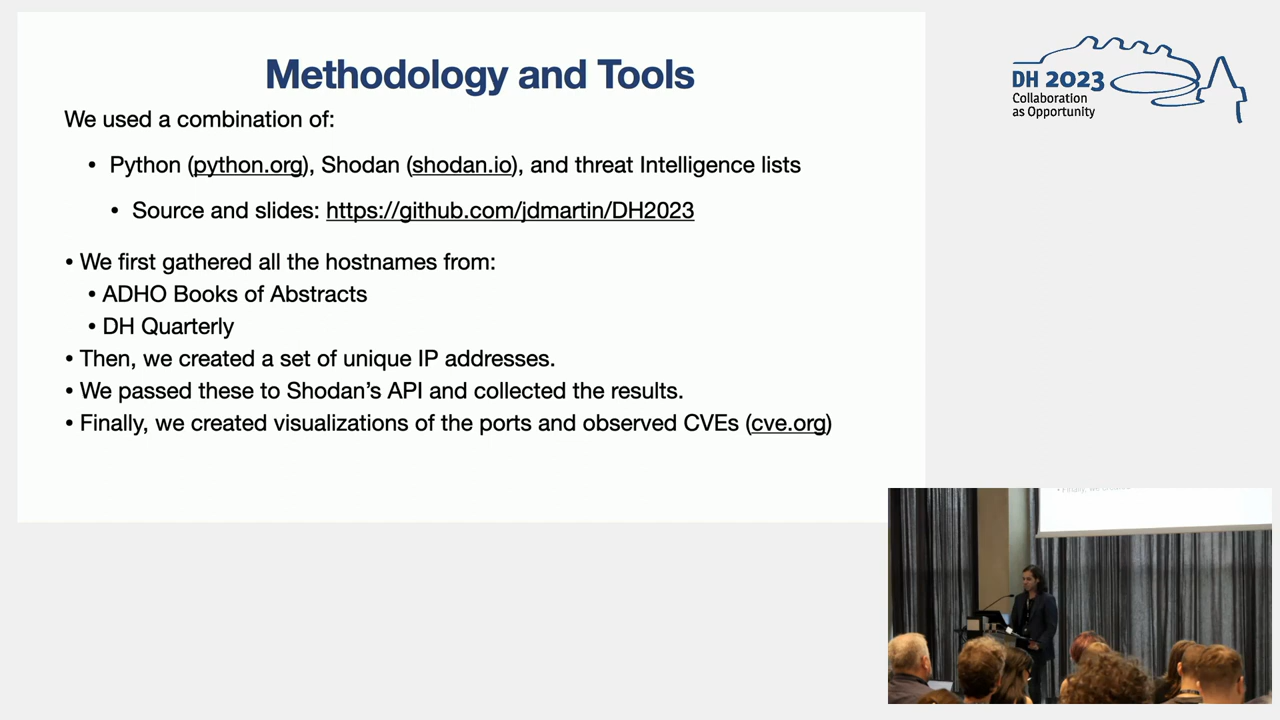 Methodology and Tools
We used a combination of:
• Python (python.org), Shodan (shodan.io), and threat Intelligence lists
• Source and slides: https://github.com/jdmartin/DH2023
• We first gathered all the hostnames from:
• ADHO Books of Abstracts
• DH Quarterly
• Then, we created a set of unique IP addresses.
• We passed these to Shodan's API and collected the results.
• Finally, we created visualizations of the ports and observed CVEs (cve.org)
DH 2023
Collaboration
as Opportunity